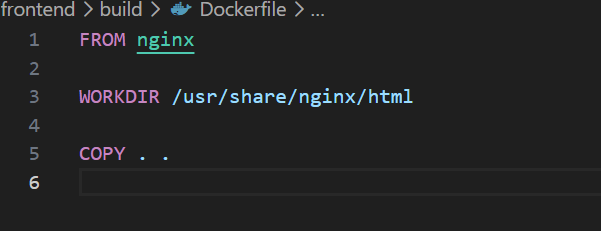 frontend > build > Dockerfile > ...
1 FROM nginx
2
3 WORKDIR /usr/share/nginx/html
4
5 COPY . .
6